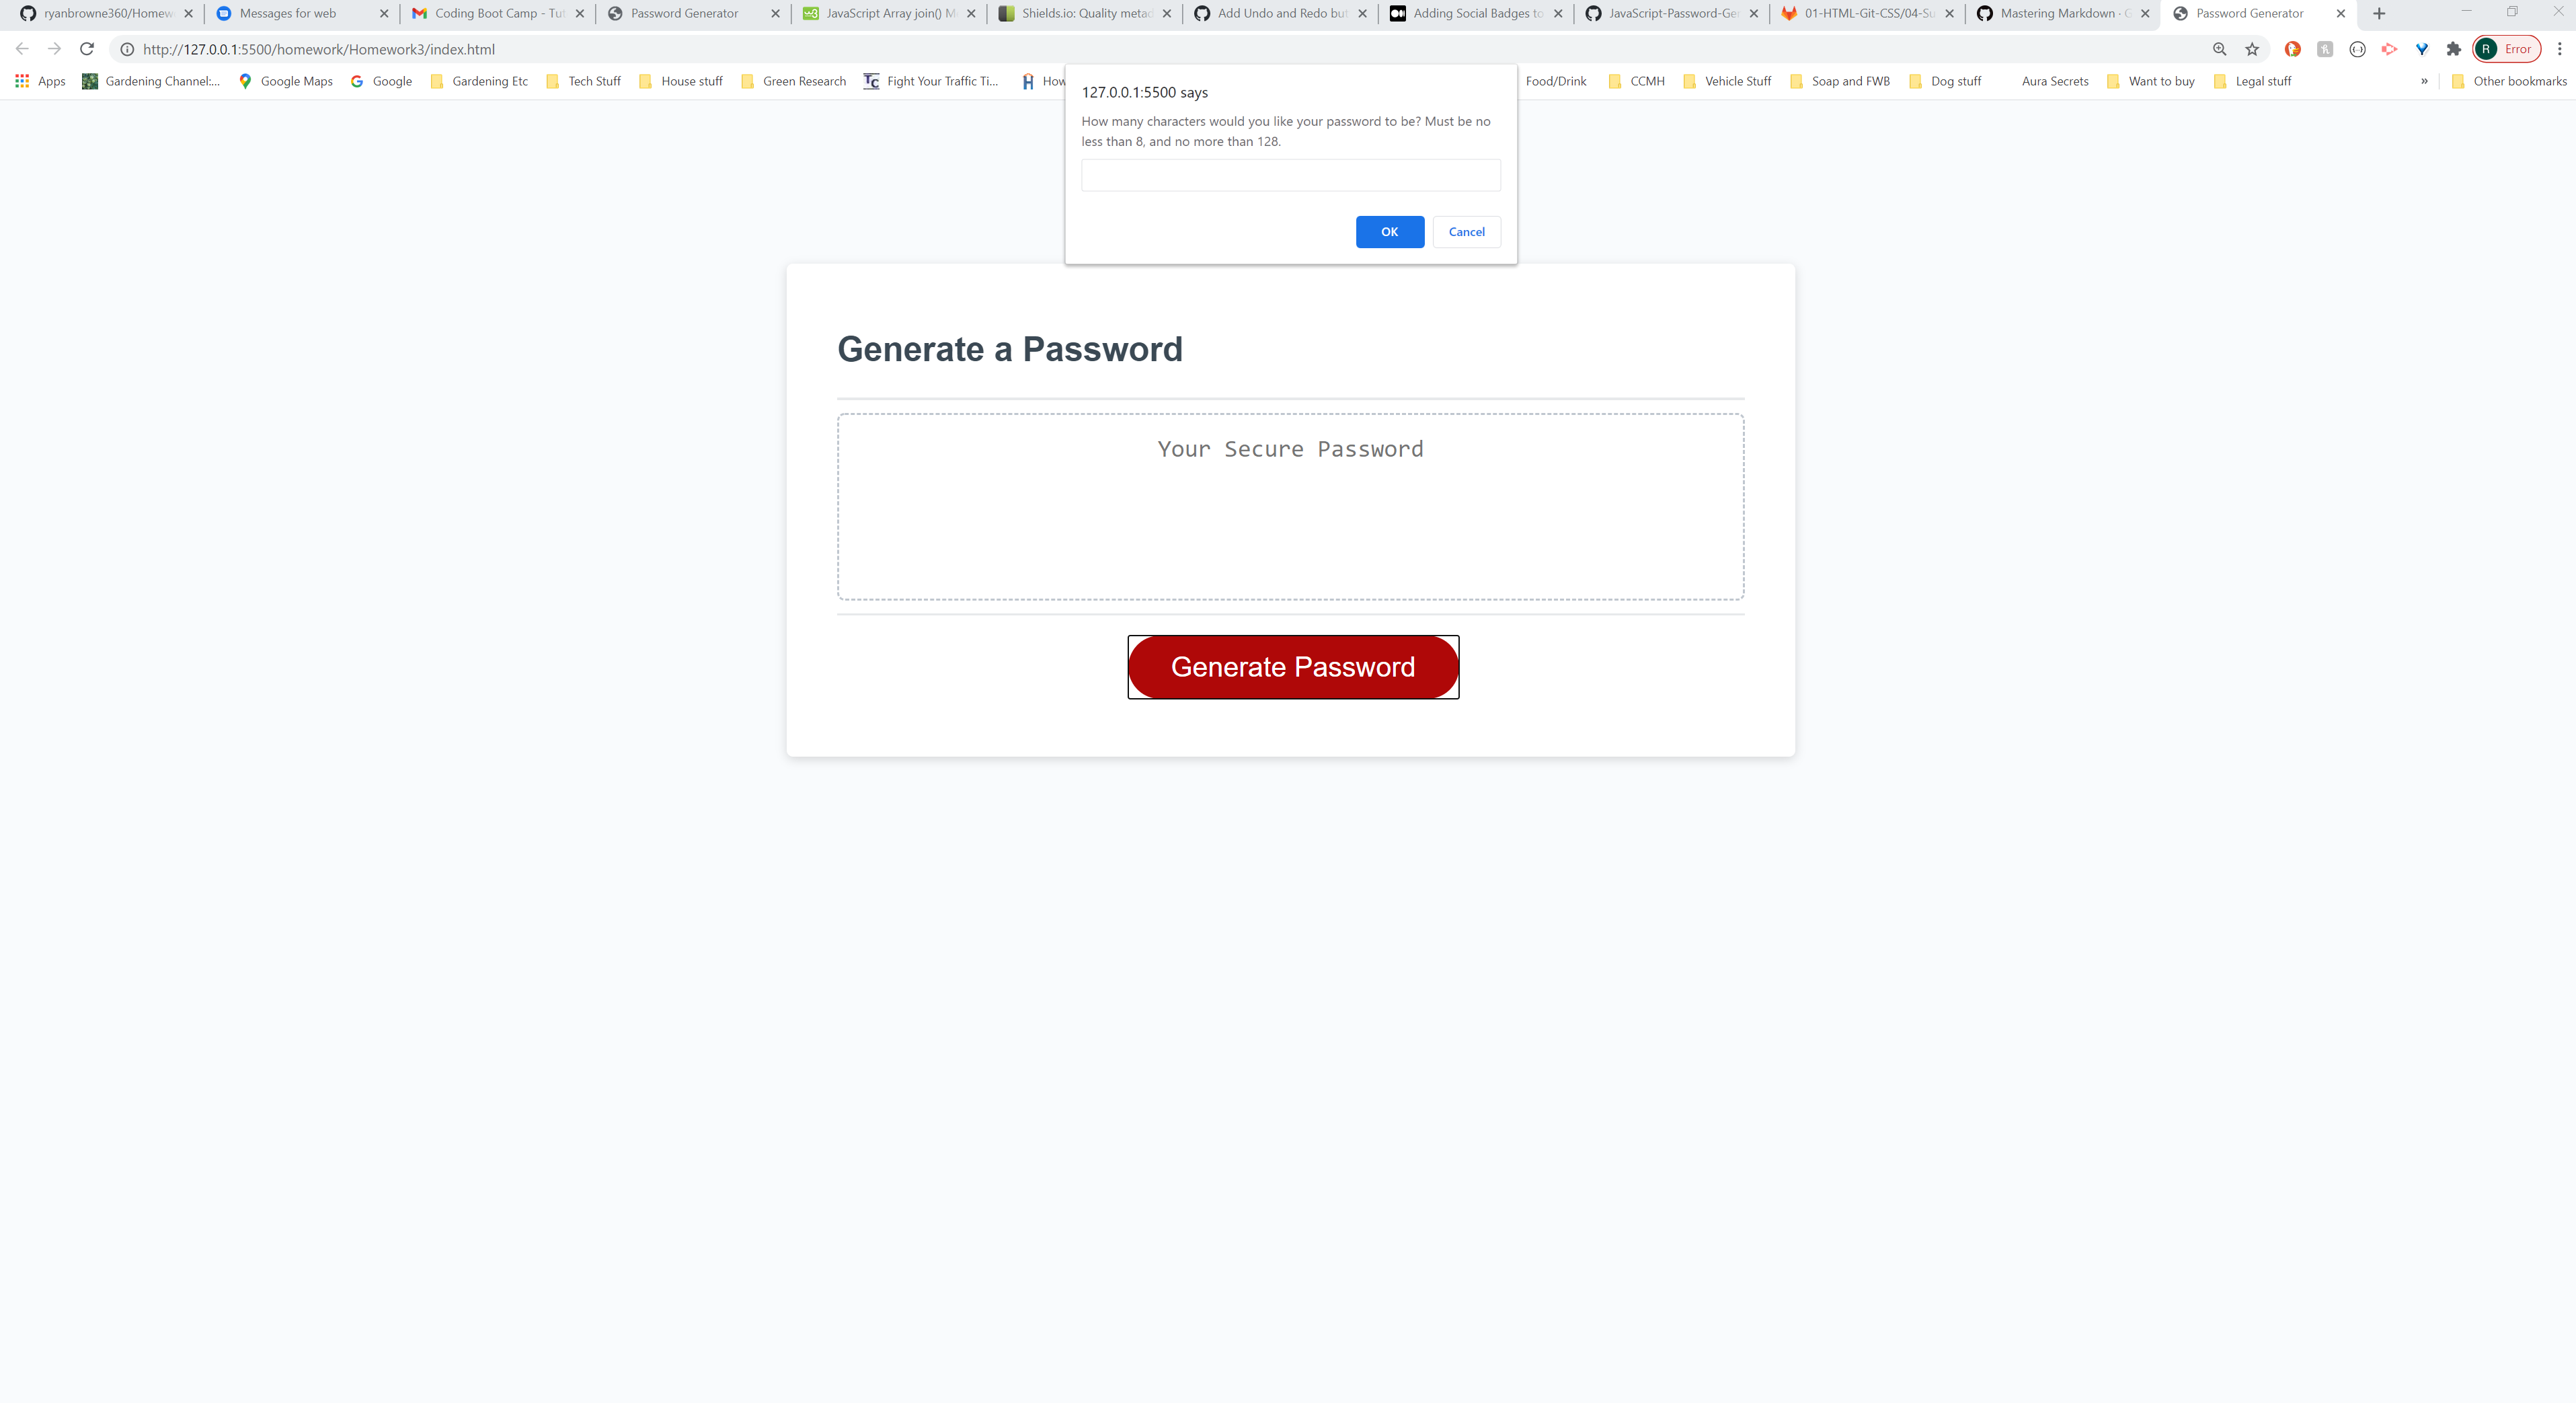 ryanbrowne360/Homew
Messages for web
Coding Boot Camp - Tut
Password Generator
JavaScript Array join() M
Shields.io: Quality metad
Add Undo and Redo but
Adding Social Badges to
JavaScript-Password-Ger
01-HTML-Git-CSS/04-Su
Mastering Markdown · G
Password Generator
http://127.0.0.1:5500/homework/Homework3/index.html
R Error
Apps
Gardening Channel:...
Google Maps
Google
Gardening Etc
Tech Stuff
House stuff
Green Research
Fight Your Traffic Ti...
How
Food/Drink
CCMH
Vehicle Stuff
Soap and FWB
Dog stuff
Aura Secrets
Want to buy
Legal stuff
»
Other bookmarks
127.0.0.1:5500 says
How many characters would you like your password to be? Must be no
less than 8, and no more than 128.
OK Cancel
Generate a Password
Your Secure Password
Generate Password